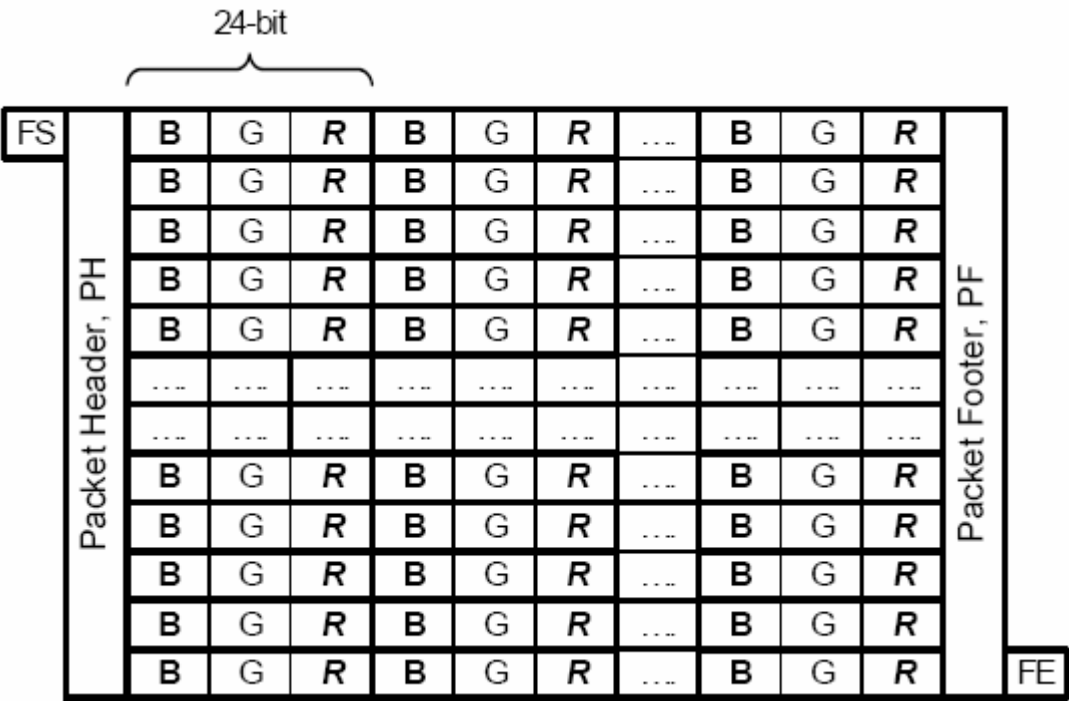 24-bit
FS B G R B G R .... B G R
B G R B G R .... B G R
B G R B G R .... B G R
B G R B G R .... B G R
B G R B G R .... B G R
.... .... .... .... .... .... .... .... .... ....
.... .... .... .... .... .... .... .... .... ....
B G R B G R .... B G R
B G R B G R .... B G R
B G R B G R .... B G R
B G R B G R .... B G R
B G R B G R .... B G R FE
Packet Header, PH
Packet Footer, PF